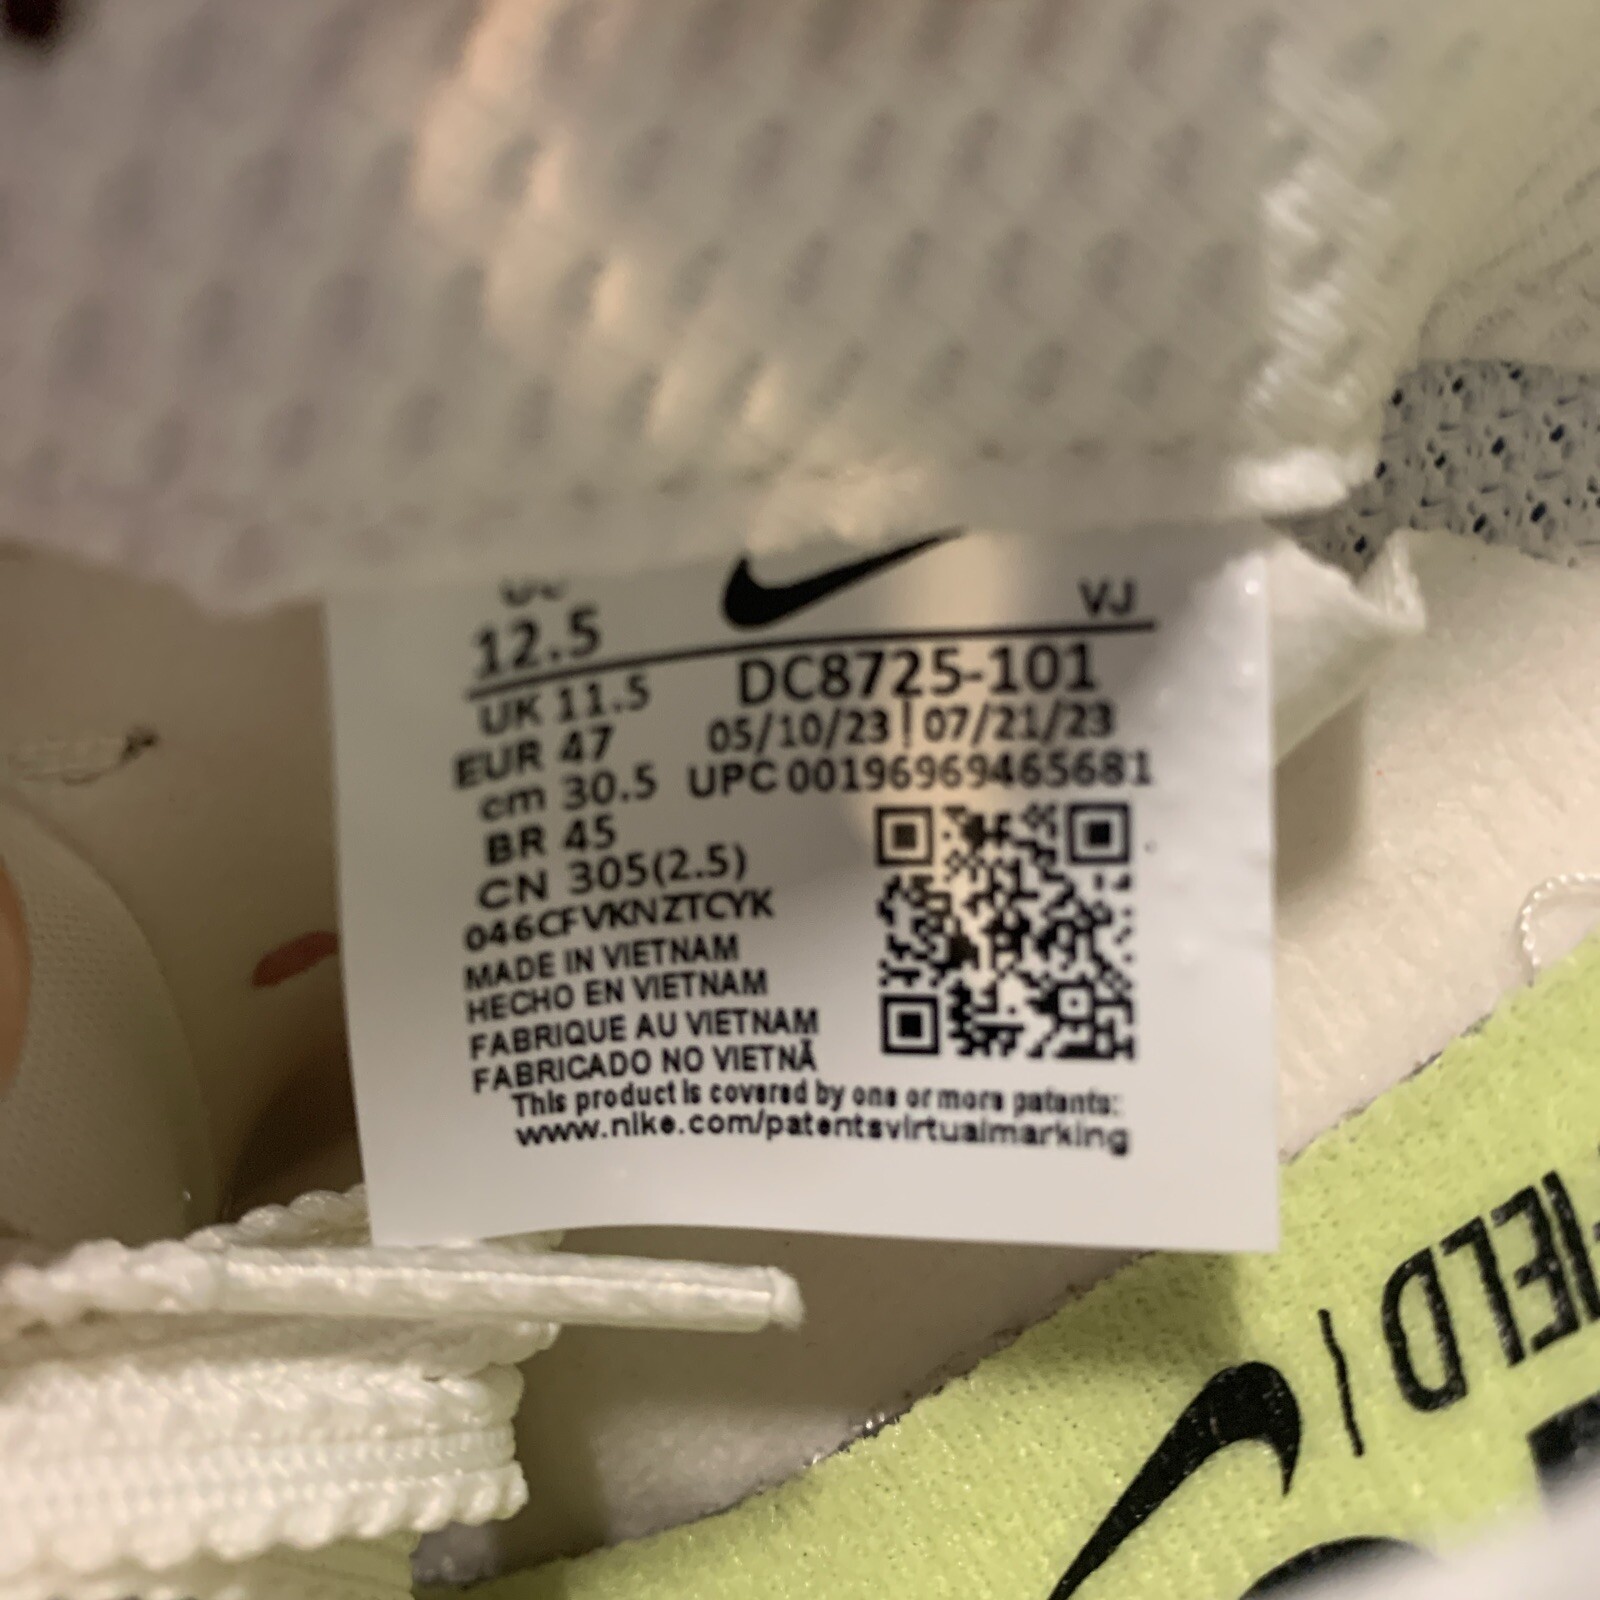 VJ
12.5
DC8725-101
UK 11.5
05/10/23 | 07/21/23
EUR 47
UPC 00196969465681
cm 30.5
BR 45
CN 305(2.5)
046CFVKNZTCYK
MADE IN VIETNAM
HECHO EN VIETNAM
FABRIQUE AU VIETNAM
FABRICADO NO VIETNÃ
This product is covered by one or more patents:
www.nike.com/patentsvirtualmarking